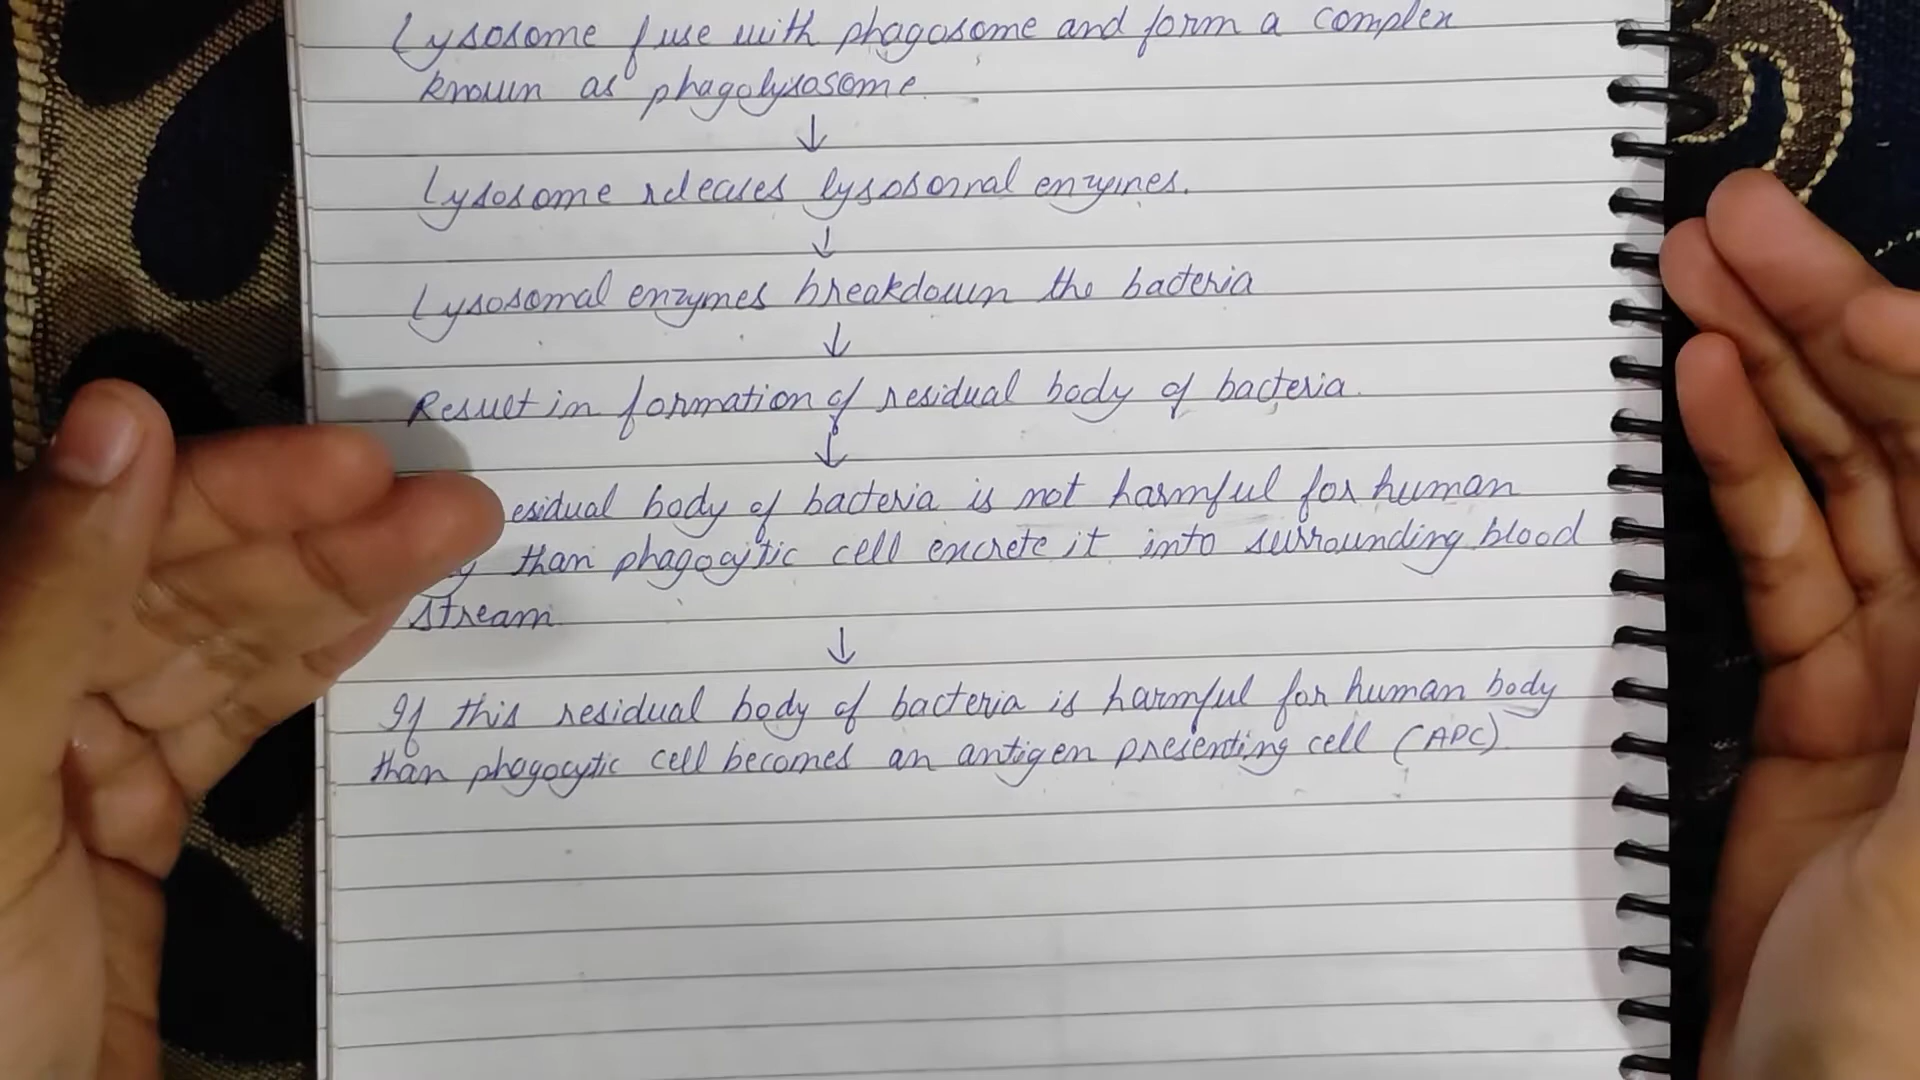 Lysosome fuse with phagosome and form a complex
known as phagolysosome.
↓
Lysosome releases lysosomal enzymes.
↓
Lysosomal enzymes breakdown the bacteria
↓
Result in formation of residual body of bacteria.
↓
esidual body of bacteria is not harmful for human
y than phagocytic cell excrete it into surrounding blood
stream.
↓
If this residual body of bacteria is harmful for human body
than phagocytic cell becomes an antigen presenting cell (APC).